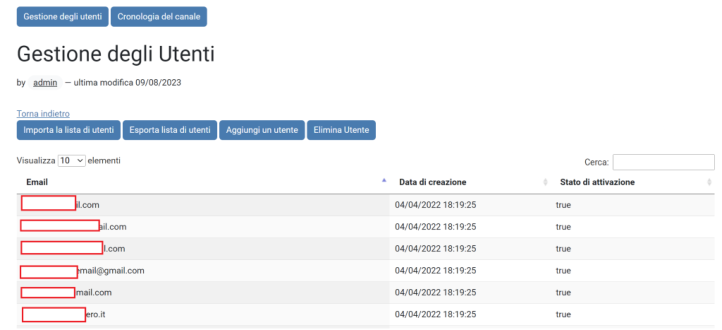 Gestione degli utenti Cronologia del canale
Gestione degli Utenti
by admin — ultima modifica 09/08/2023
Torna indietro
Importa la lista di utenti Esporta lista di utenti Aggiungi un utente Elimina Utente
Visualizza 10 elementi Cerca:
Email Data di creazione Stato di attivazione
il.com 04/04/2022 18:19:25 true
ail.com 04/04/2022 18:19:25 true
l.com 04/04/2022 18:19:25 true
email@gmail.com 04/04/2022 18:19:25 true
mail.com 04/04/2022 18:19:25 true
ero.it 04/04/2022 18:19:25 true